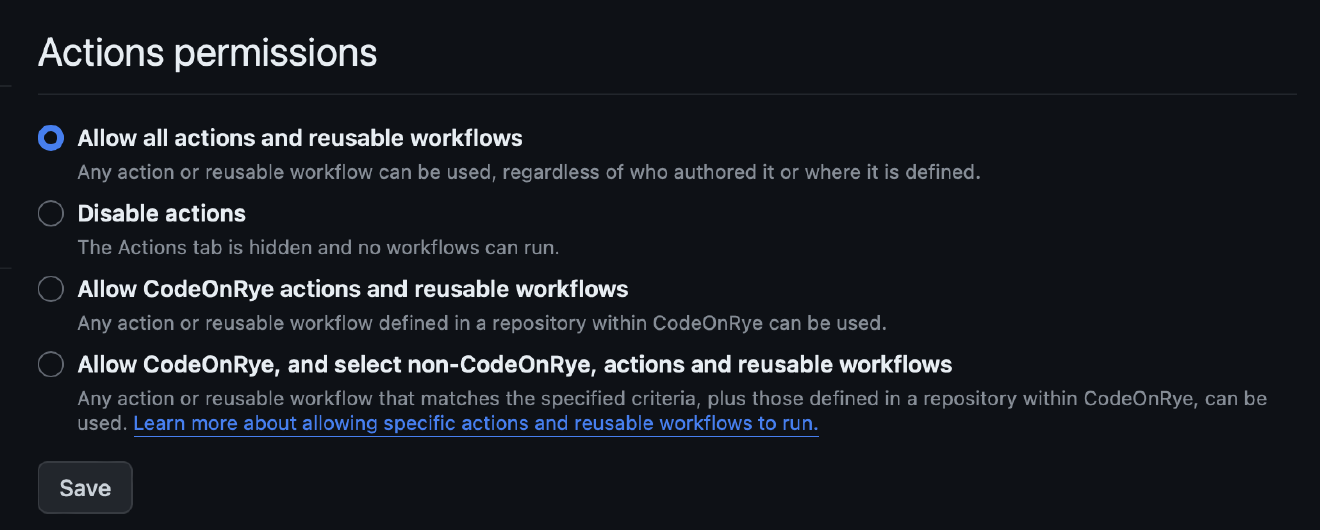 Actions permissions
Allow all actions and reusable workflows
Any action or reusable workflow can be used, regardless of who authored it or where it is defined.
Disable actions
The Actions tab is hidden and no workflows can run.
Allow CodeOnRye actions and reusable workflows
Any action or reusable workflow defined in a repository within CodeOnRye can be used.
Allow CodeOnRye, and select non-CodeOnRye, actions and reusable workflows
Any action or reusable workflow that matches the specified criteria, plus those defined in a repository within CodeOnRye, can be
used. Learn more about allowing specific actions and reusable workflows to run.
Save